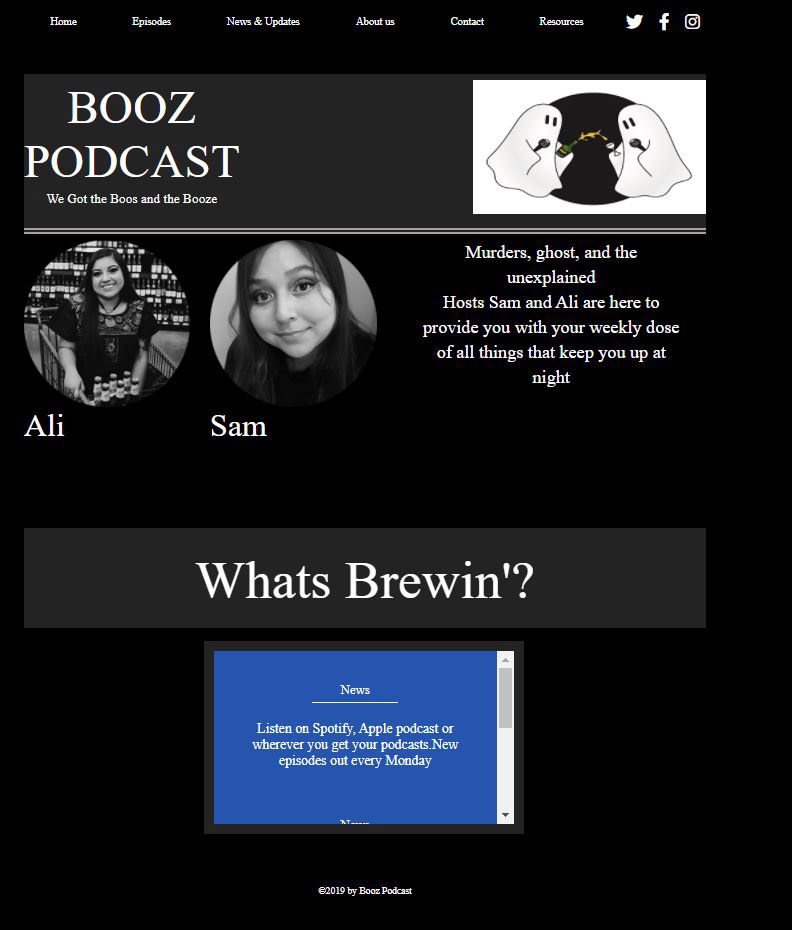 Home Episodes News & Updates About us Contact Resources
BOOZ
PODCAST
We Got the Boos and the Booze
Ali
Sam
Murders, ghost, and the
unexplained
Hosts Sam and Ali are here to
provide you with your weekly dose
of all things that keep you up at
night
Whats Brewin'?
News
Listen on Spotify, Apple podcast or
wherever you get your podcasts.New
episodes out every Monday
News
©2019 by Booz Podcast